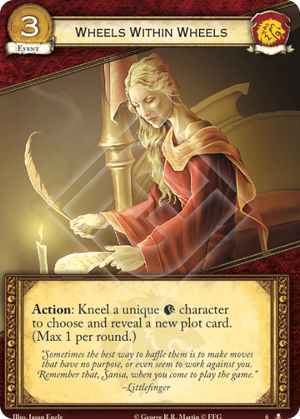 3
WHEELS WITHIN WHEELS
EVENT
Action: Kneel a unique character
to choose and reveal a new plot card.
(Max 1 per round.)
"Sometimes the best way to baffle them is to make moves
that have no purpose, or even seem to work against you.
Remember that, Sansa, when you come to play the game."
-Littlefinger
Illus. Jason Engle
© George R.R. Martin © FFG
6